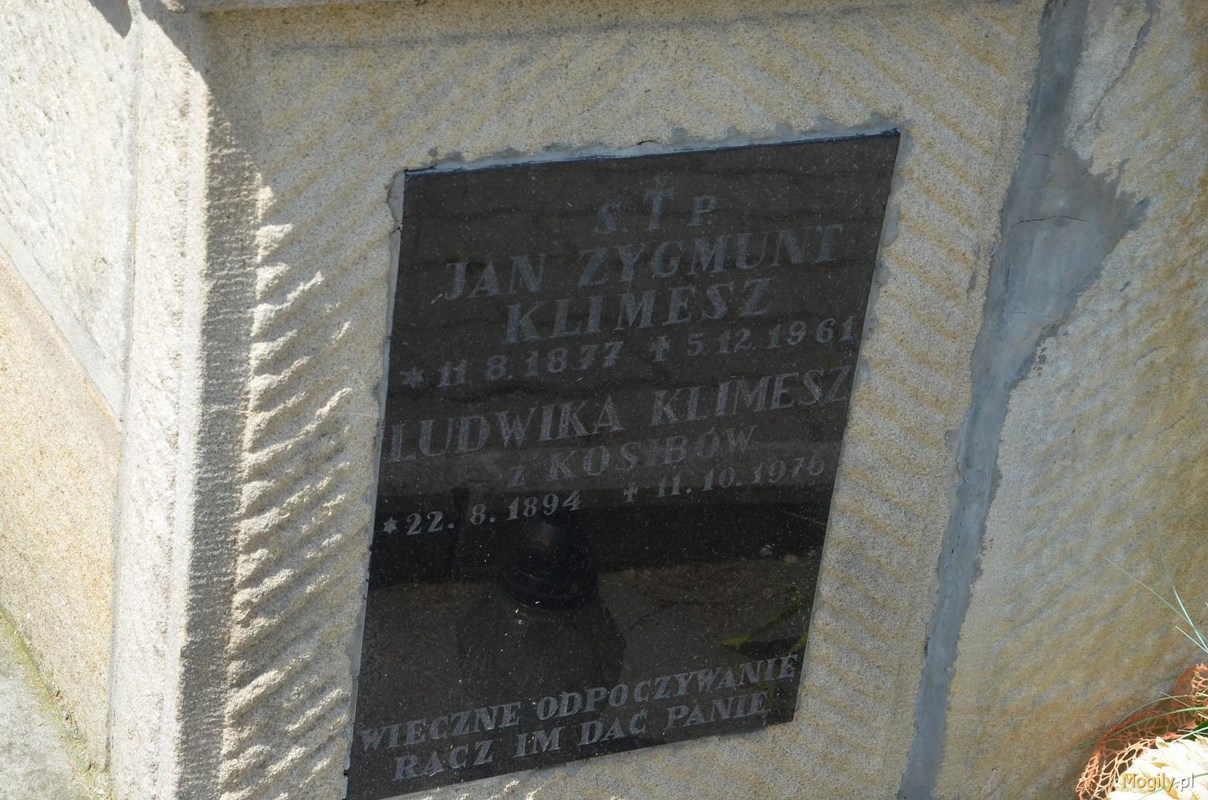 Ś. † P.
JAN ZYGMUNT
KLIMESZ
* 11 8. 1877 † 5. 12. 1961
LUDWIKA KLIMESZ
z KOSIBÓW
* 22. 8. 1894 † 11. 10. 1976
WIECZNE ODPOCZYWANIE
RACZ IM DAĆ PANIE
Mogily.pl